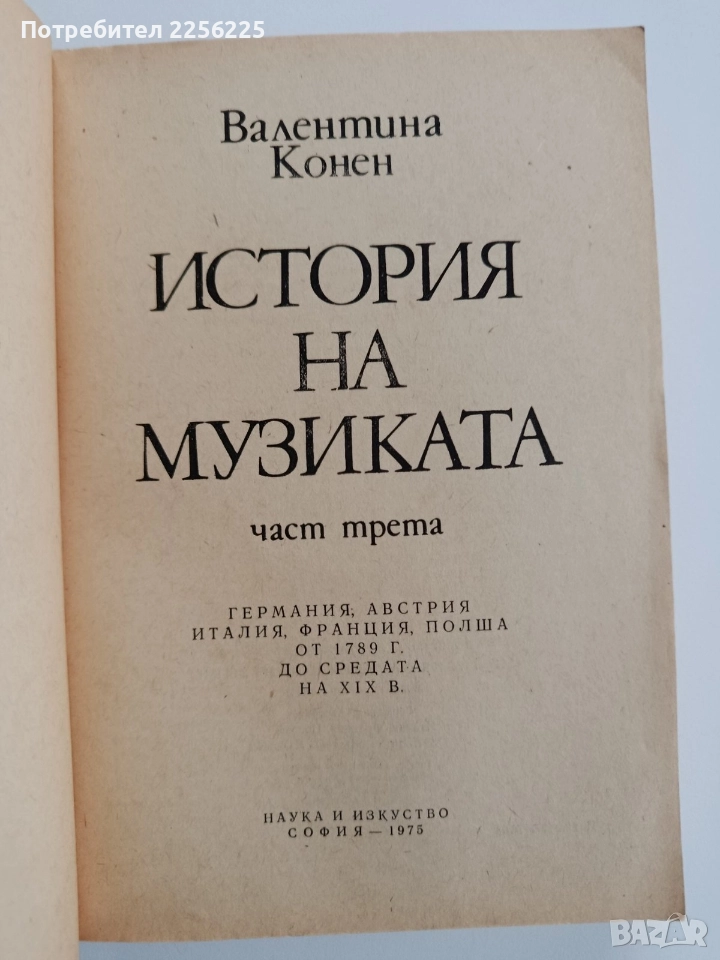 Потребител 2256225
Валентина
Конен
ИСТОРИЯ
НА
МУЗИКАТА
част трета
ГЕРМАНИЯ, АВСТРИЯ
ИТАЛИЯ, ФРАНЦИЯ, ПОЛША
ОТ 1789 Г.
ДО СРЕДАТА
НА XIX В.
НАУКА И ИЗКУСТВО
СОФИЯ — 1975
BAZAR